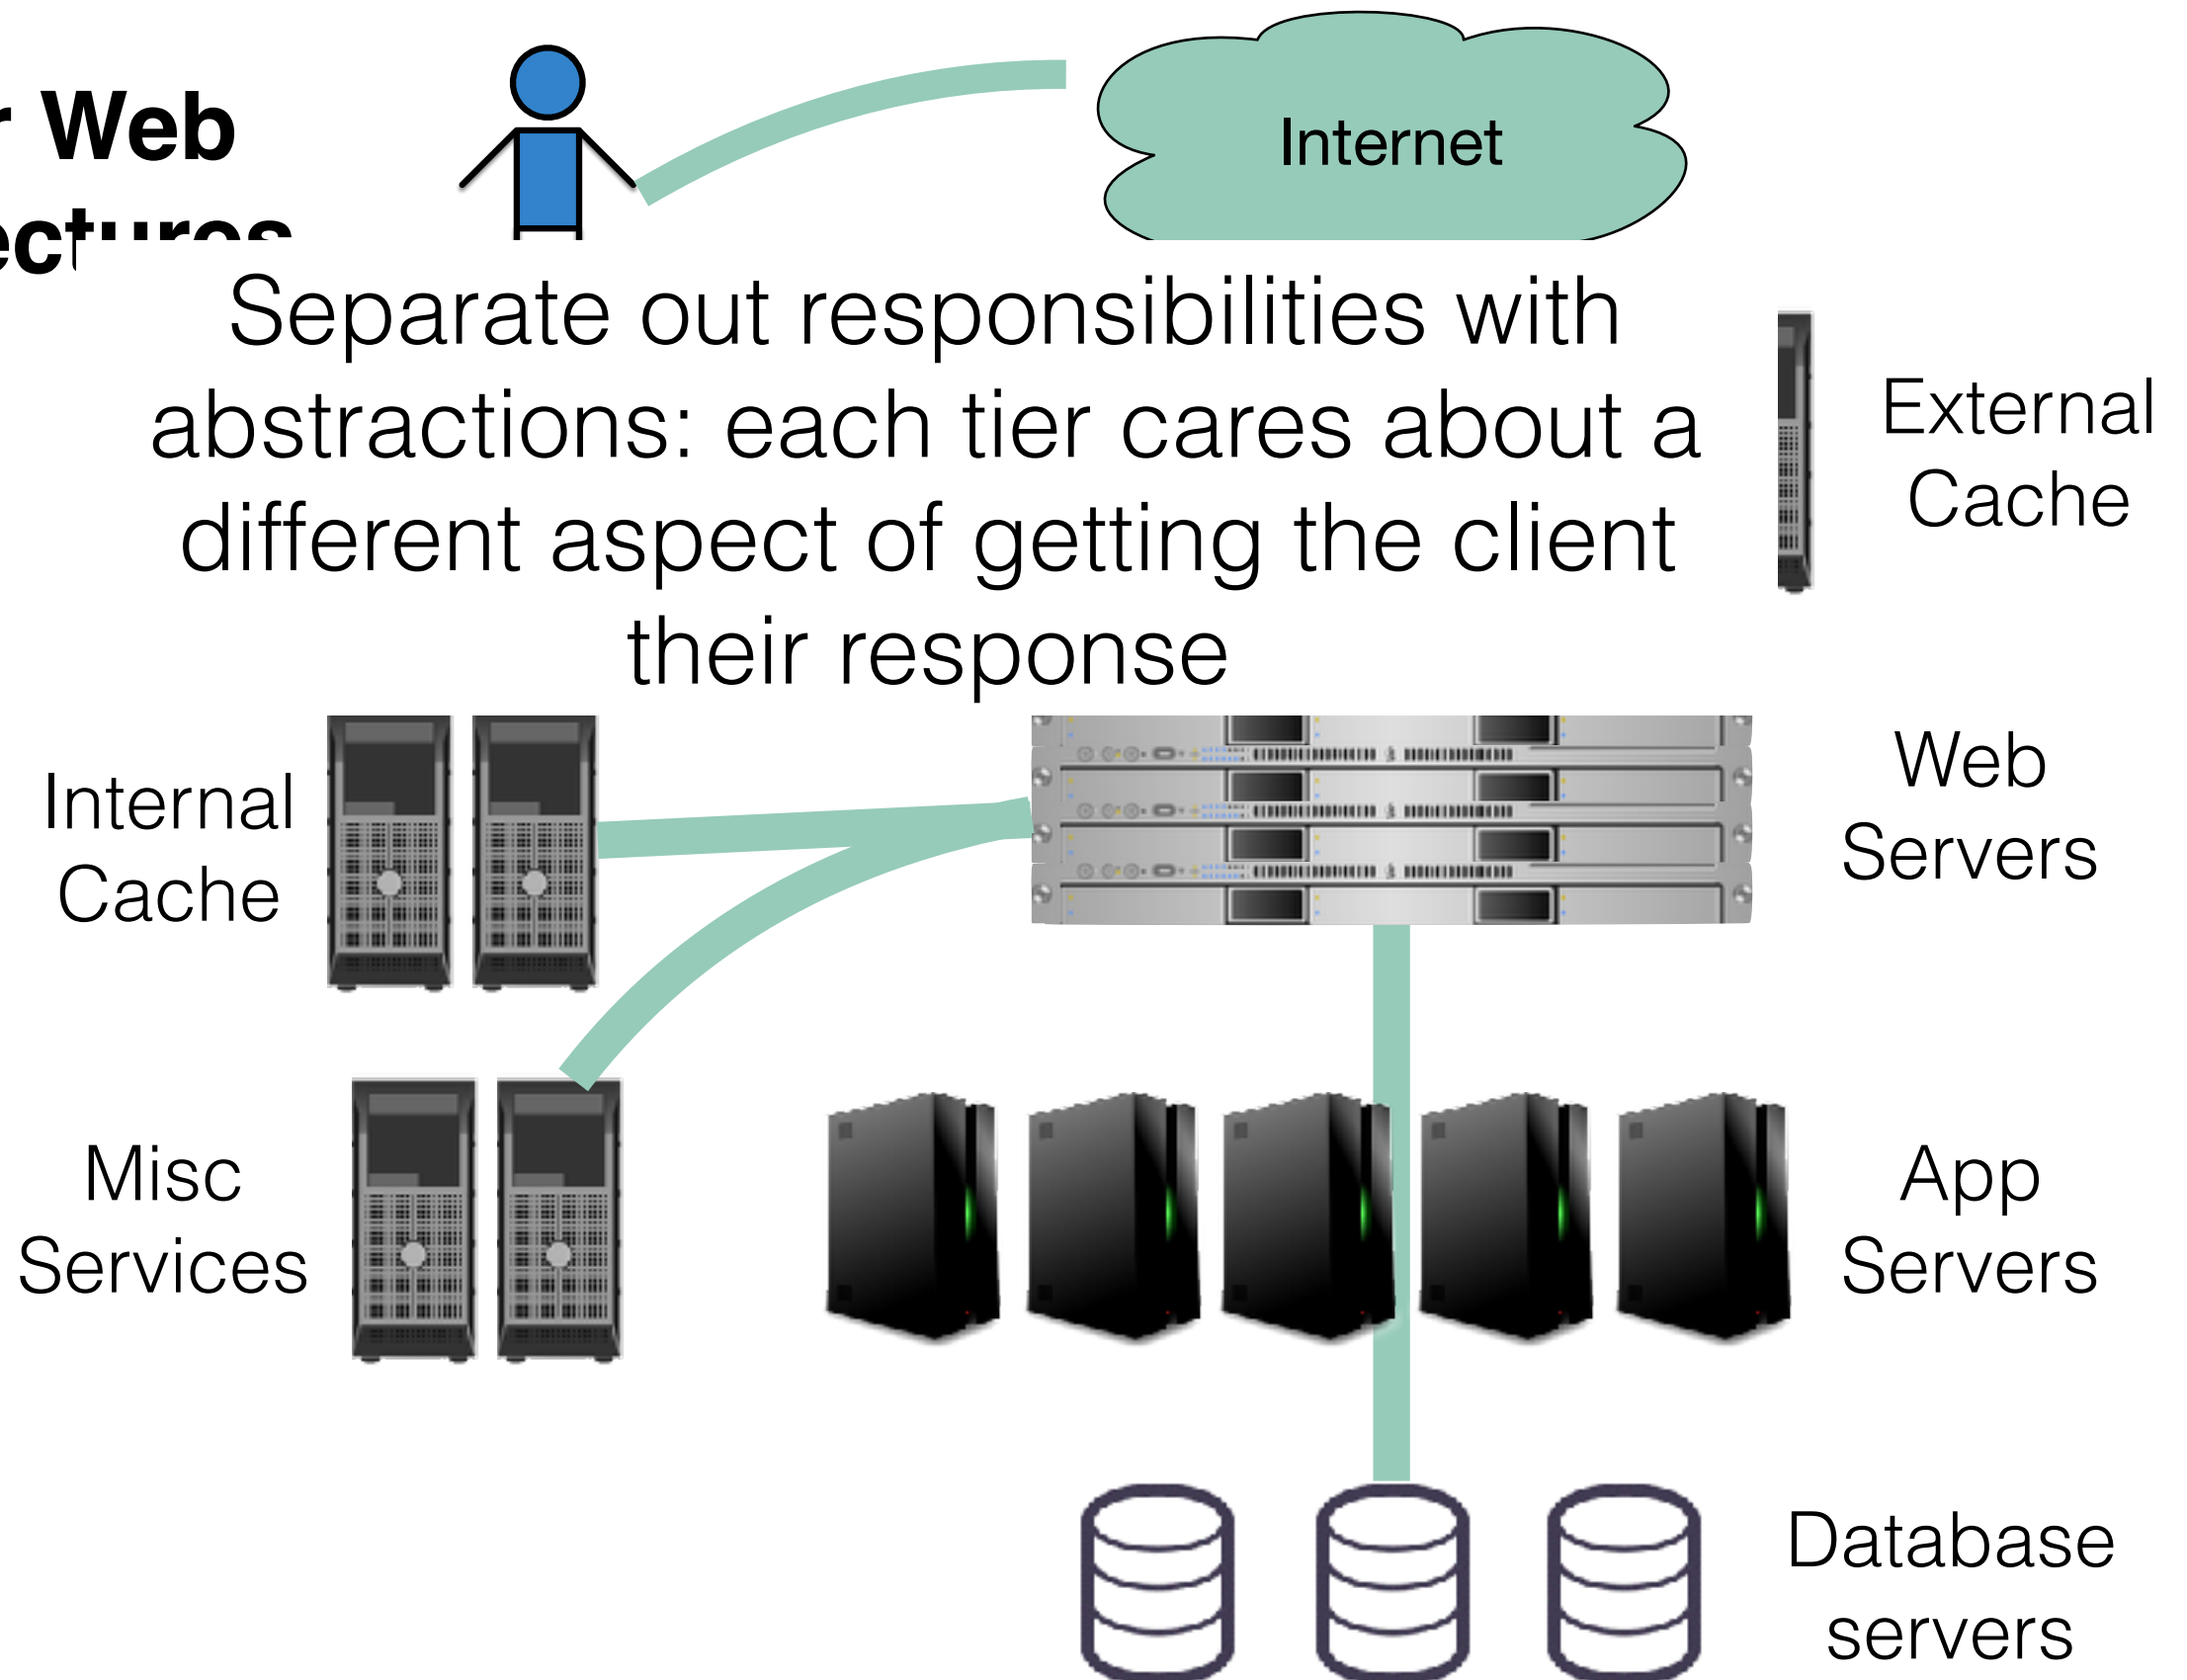 Web
Internet
Separate out responsibilities with
abstractions: each tier cares about a
different aspect of getting the client
their response
External
Cache
Internal
Cache
Web
Servers
Misc
Services
App
Servers
Database
servers